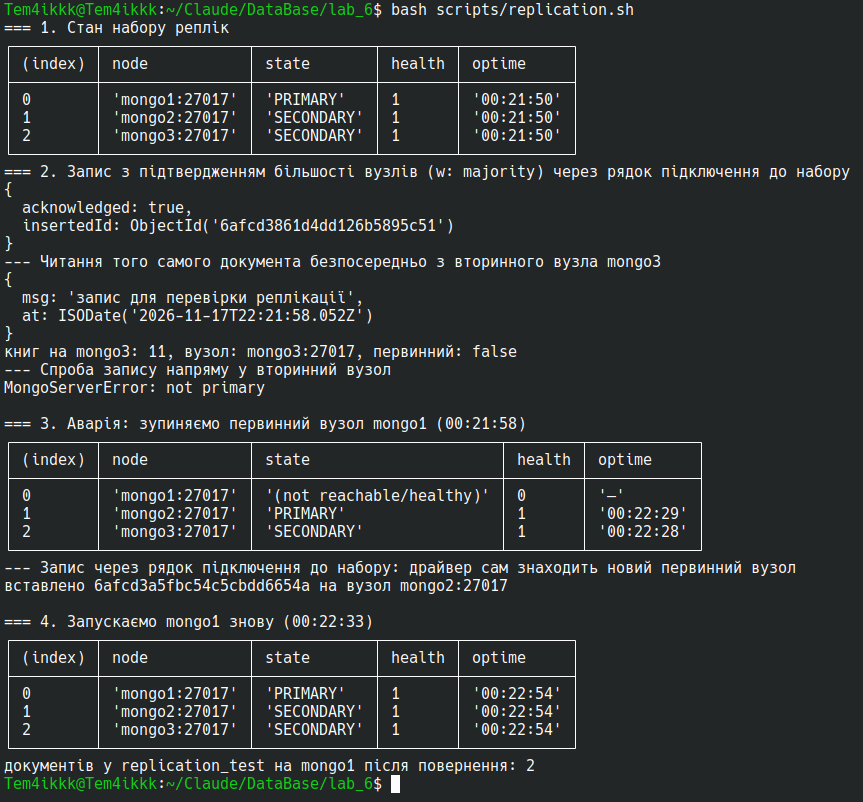 Tem4ikkk@Tem4ikkk:~/Claude/DataBase/lab_6$ bash scripts/replication.sh
=== 1. Стан набору реплік
(index) node state health optime
0 'mongo1:27017' 'PRIMARY' 1 '00:21:50'
1 'mongo2:27017' 'SECONDARY' 1 '00:21:50'
2 'mongo3:27017' 'SECONDARY' 1 '00:21:50'
=== 2. Запис з підтвердженням більшості вузлів (w: majority) через рядок підключення до набору
{
  acknowledged: true,
  insertedId: ObjectId('6afcd3861d4dd126b5895c51')
}
--- Читання того самого документа безпосередньо з вторинного вузла mongo3
{
  msg: 'запис для перевірки реплікації',
  at: ISODate('2026-11-17T22:21:58.052Z')
}
книг на mongo3: 11, вузол: mongo3:27017, первинний: false
--- Спроба запису напряму у вторинний вузол
MongoServerError: not primary
=== 3. Аварія: зупиняємо первинний вузол mongo1 (00:21:58)
(index) node state health optime
0 'mongo1:27017' '(not reachable/healthy)' 0 '—'
1 'mongo2:27017' 'PRIMARY' 1 '00:22:29'
2 'mongo3:27017' 'SECONDARY' 1 '00:22:28'
--- Запис через рядок підключення до набору: драйвер сам знаходить новий первинний вузол
вставлено 6afcd3a5fbc54c5cbdd6654a на вузол mongo2:27017
=== 4. Запускаємо mongo1 знову (00:22:33)
(index) node state health optime
0 'mongo1:27017' 'PRIMARY' 1 '00:22:54'
1 'mongo2:27017' 'SECONDARY' 1 '00:22:54'
2 'mongo3:27017' 'SECONDARY' 1 '00:22:54'
документів у replication_test на mongo1 після повернення: 2
Tem4ikkk@Tem4ikkk:~/Claude/DataBase/lab_6$